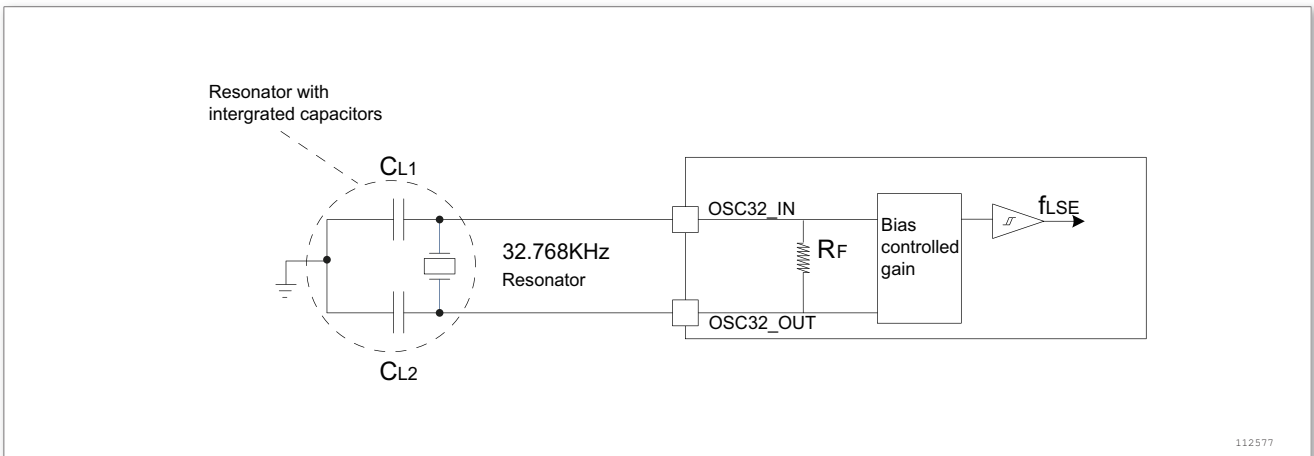 Resonator with
intergrated capacitors
CL1
OSC32_IN
fLSE
32.768KHz
Resonator
RF
Bias
controlled
gain
OSC32_OUT
CL2
112577